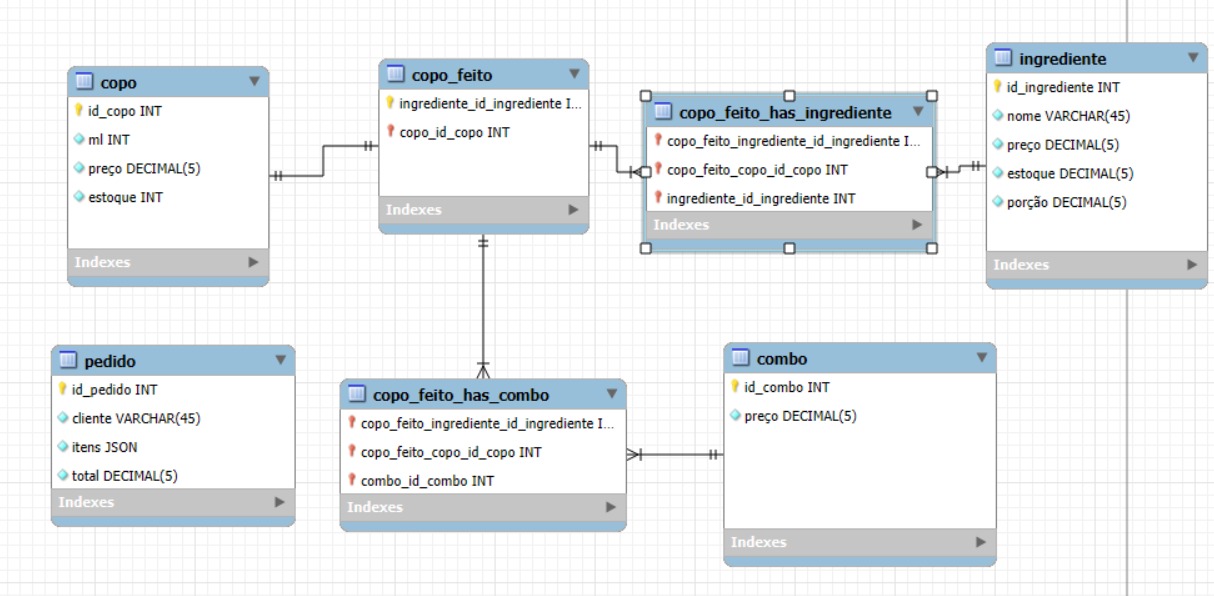 copo
id_copo INT
ml INT
preço DECIMAL(5)
estoque INT
Indexes
copo_feito
ingrediente_id_ingrediente I...
copo_id_copo INT
Indexes
copo_feito_has_ingrediente
copo_feito_ingrediente_id_ingrediente I...
copo_feito_copo_id_copo INT
ingrediente_id_ingrediente INT
Indexes
ingrediente
id_ingrediente INT
nome VARCHAR(45)
preço DECIMAL(5)
estoque DECIMAL(5)
porção DECIMAL(5)
Indexes
pedido
id_pedido INT
cliente VARCHAR(45)
itens JSON
total DECIMAL(5)
Indexes
copo_feito_has_combo
copo_feito_ingrediente_id_ingrediente I...
copo_feito_copo_id_copo INT
combo_id_combo INT
Indexes
combo
id_combo INT
preço DECIMAL(5)
Indexes